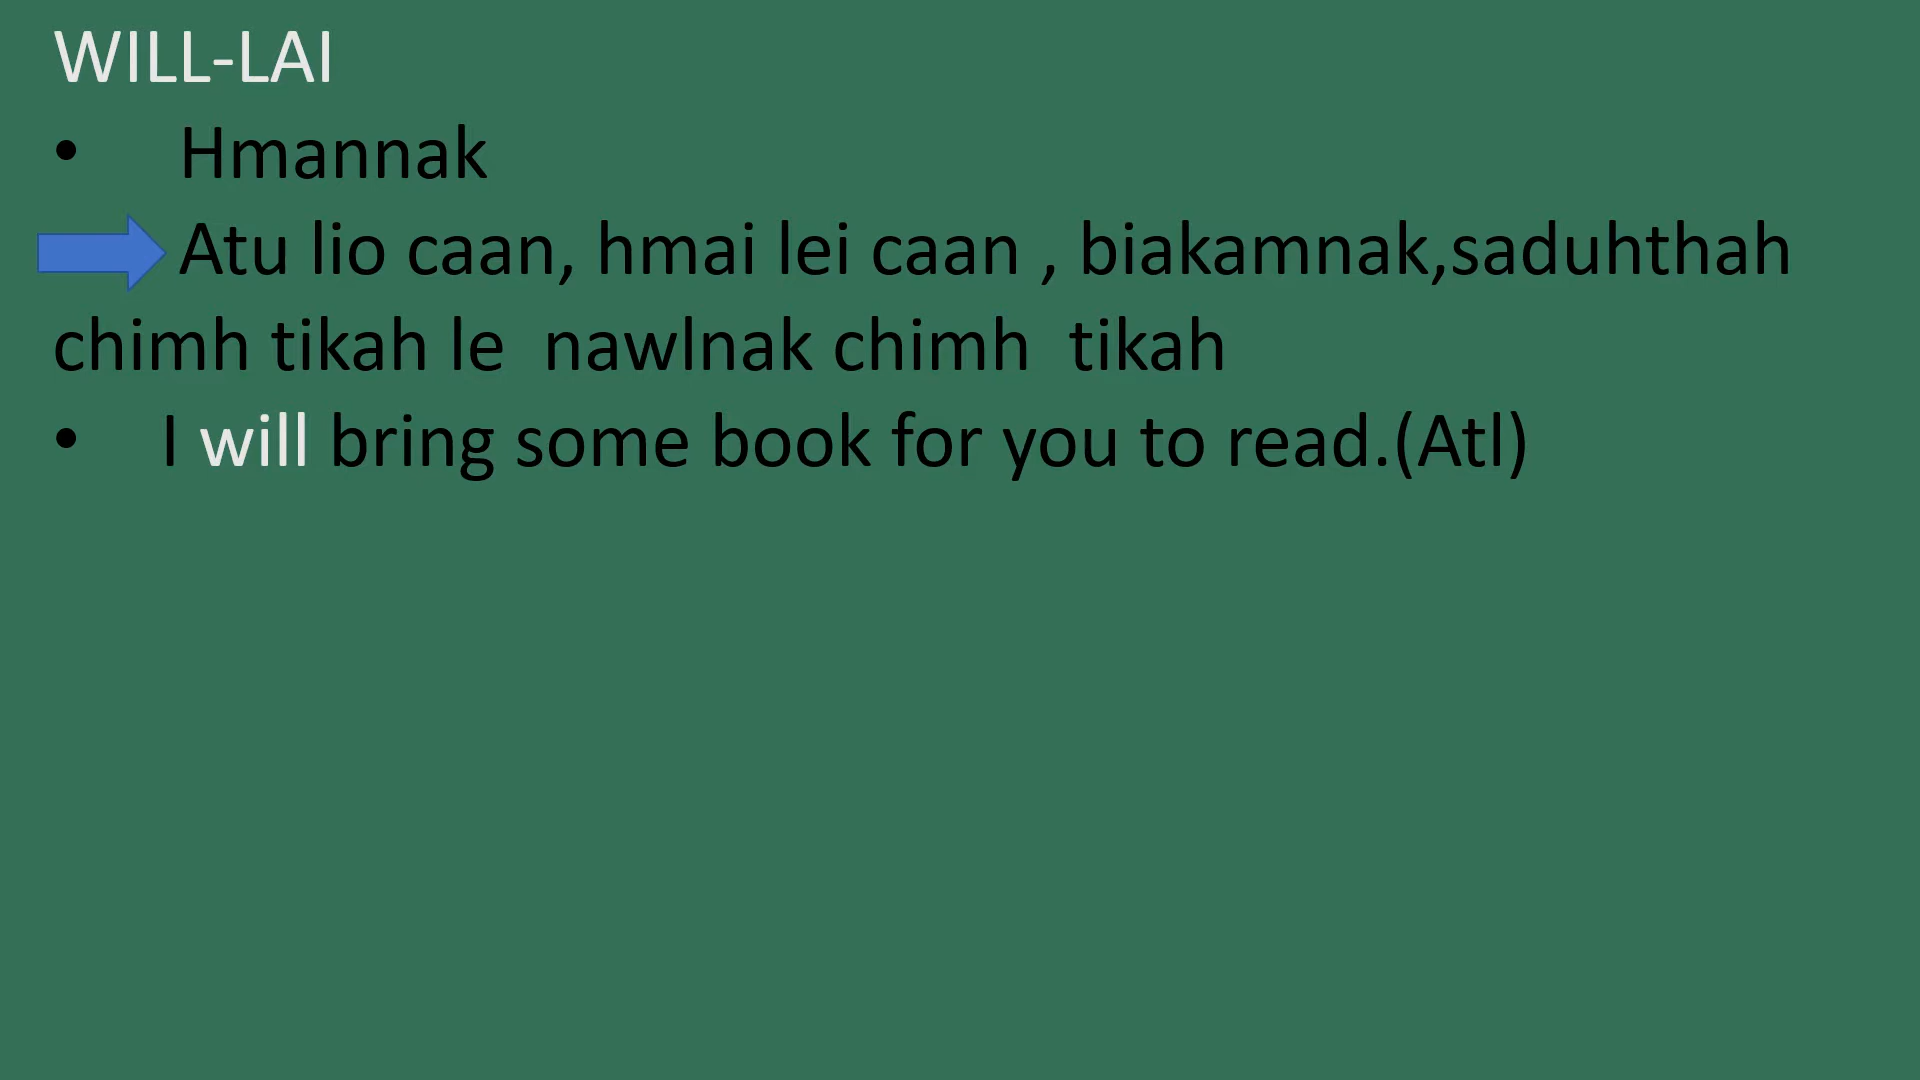 WILL-LAI
• Hmannak
Atu lio caan, hmai lei caan , biakamnak,saduhthah
chimh tikah le nawlnak chimh tikah
• I will bring some book for you to read.(Atl)